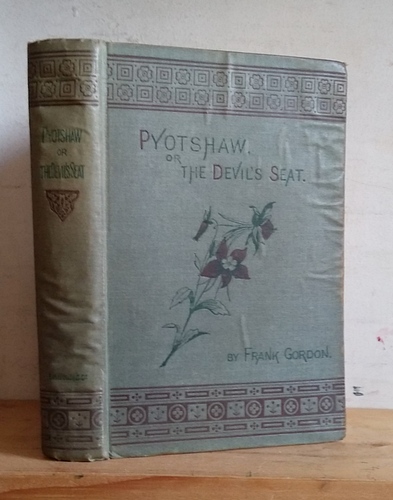 PYOTSHAW
OR
THE DEVIL'S SEAT
PYOTSHAW.
OR
THE DEVIL'S SEAT.
BY FRANK GORDON.